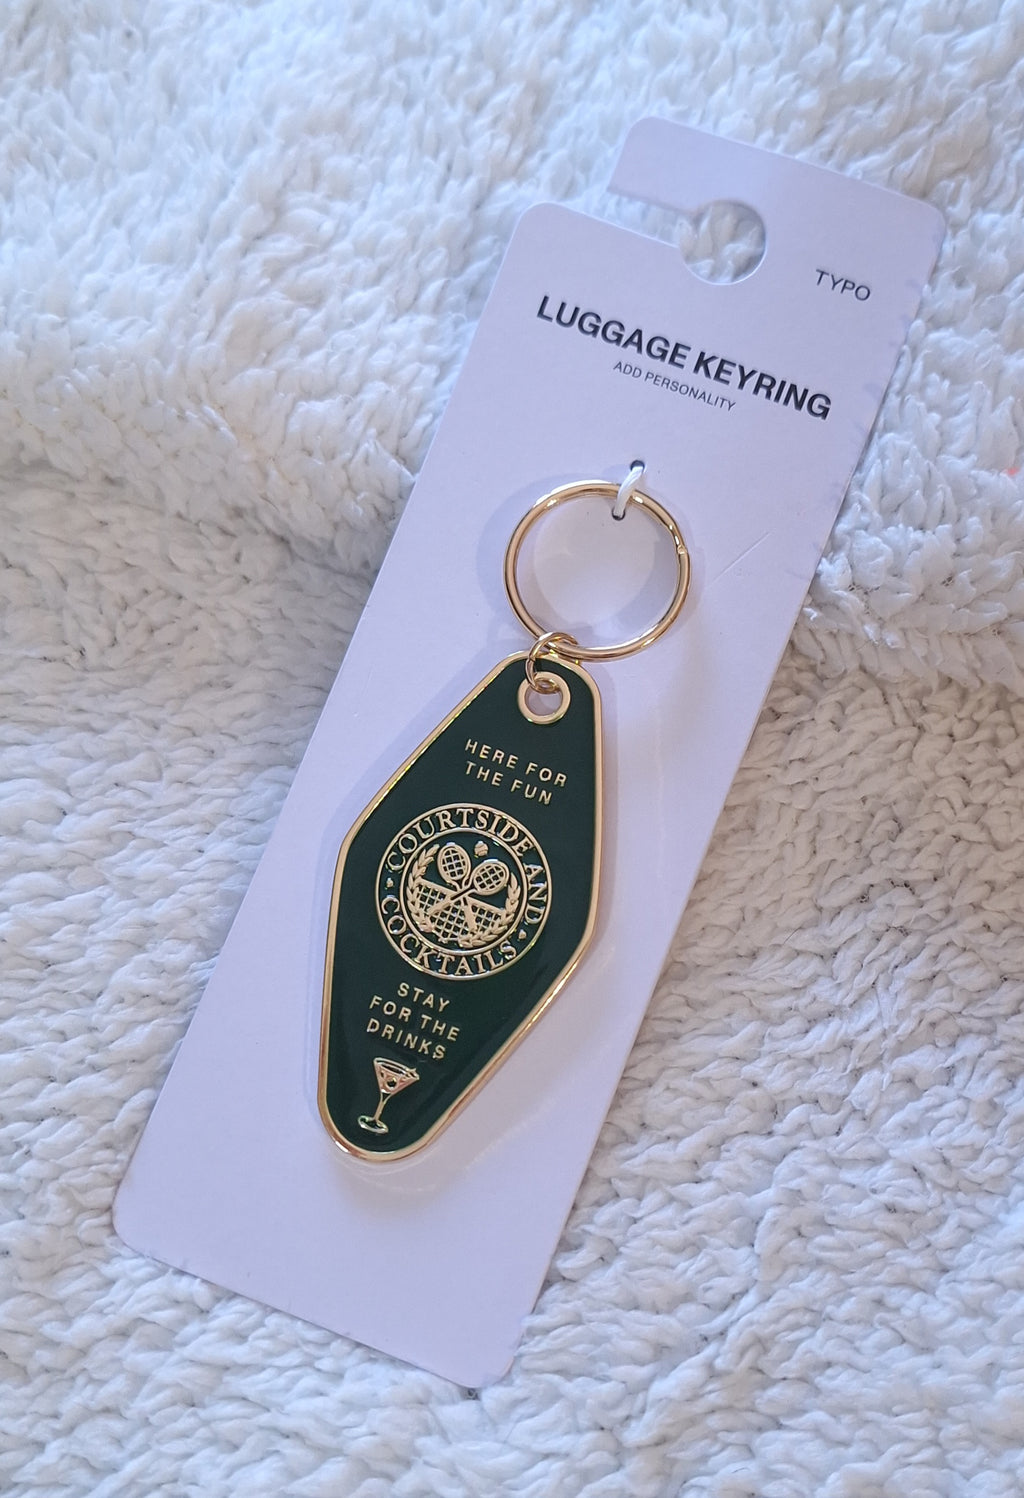 TYPO
LUGGAGE KEYRING
ADD PERSONALITY
HERE FOR
THE FUN
COURTSIDE AND
COCKTAILS
STAY
FOR THE
DRINKS